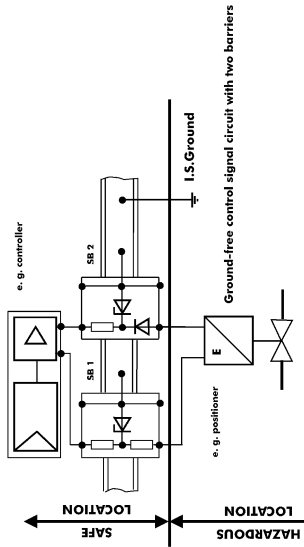 e. g. controller
SB 2
SB 1
I.S.Ground
Ground-free control signal circuit with two barriers
E
e. g. positioner
SAFE
LOCATION
HAZARDOUS
LOCATION